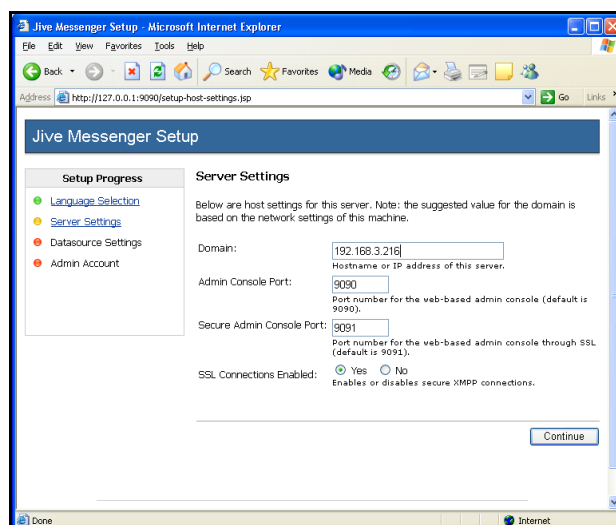 Jive Messenger Setup - Microsoft Internet Explorer
File Edit View Favorites Tools Help
Back Search Favorites Media
Address http://127.0.0.1:9090/setup-host-settings.jsp Go Links
Jive Messenger Setup
Setup Progress
Language Selection
Server Settings
Datasource Settings
Admin Account
Server Settings
Below are host settings for this server. Note: the suggested value for the domain is
based on the network settings of this machine.
Domain: 192.168.3.216
Hostname or IP address of this server.
Admin Console Port: 9090
Port number for the web-based admin console (default is
9090).
Secure Admin Console Port: 9091
Port number for the web-based admin console through SSL
(default is 9091).
SSL Connections Enabled: Yes No
Enables or disables secure XMPP connections.
Continue
Done Internet